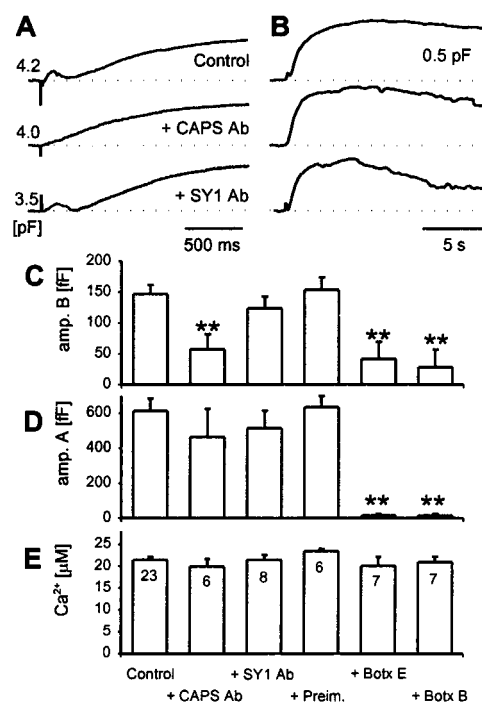 A
B
4.2
Control
0.5 pF
4.0
+ CAPS Ab
3.5
+ SY1 Ab
[pF]
500 ms
5 s
C
amp. B [fF]
200
150
100
50
0
**
**
**
D
amp. A [fF]
600
400
200
0
**
**
E
Ca²⁺ [µM]
25
20
15
10
5
0
23
6
8
6
7
7
Control
+ SY1 Ab
+ Botx E
+ CAPS Ab
+ Preim.
+ Botx B